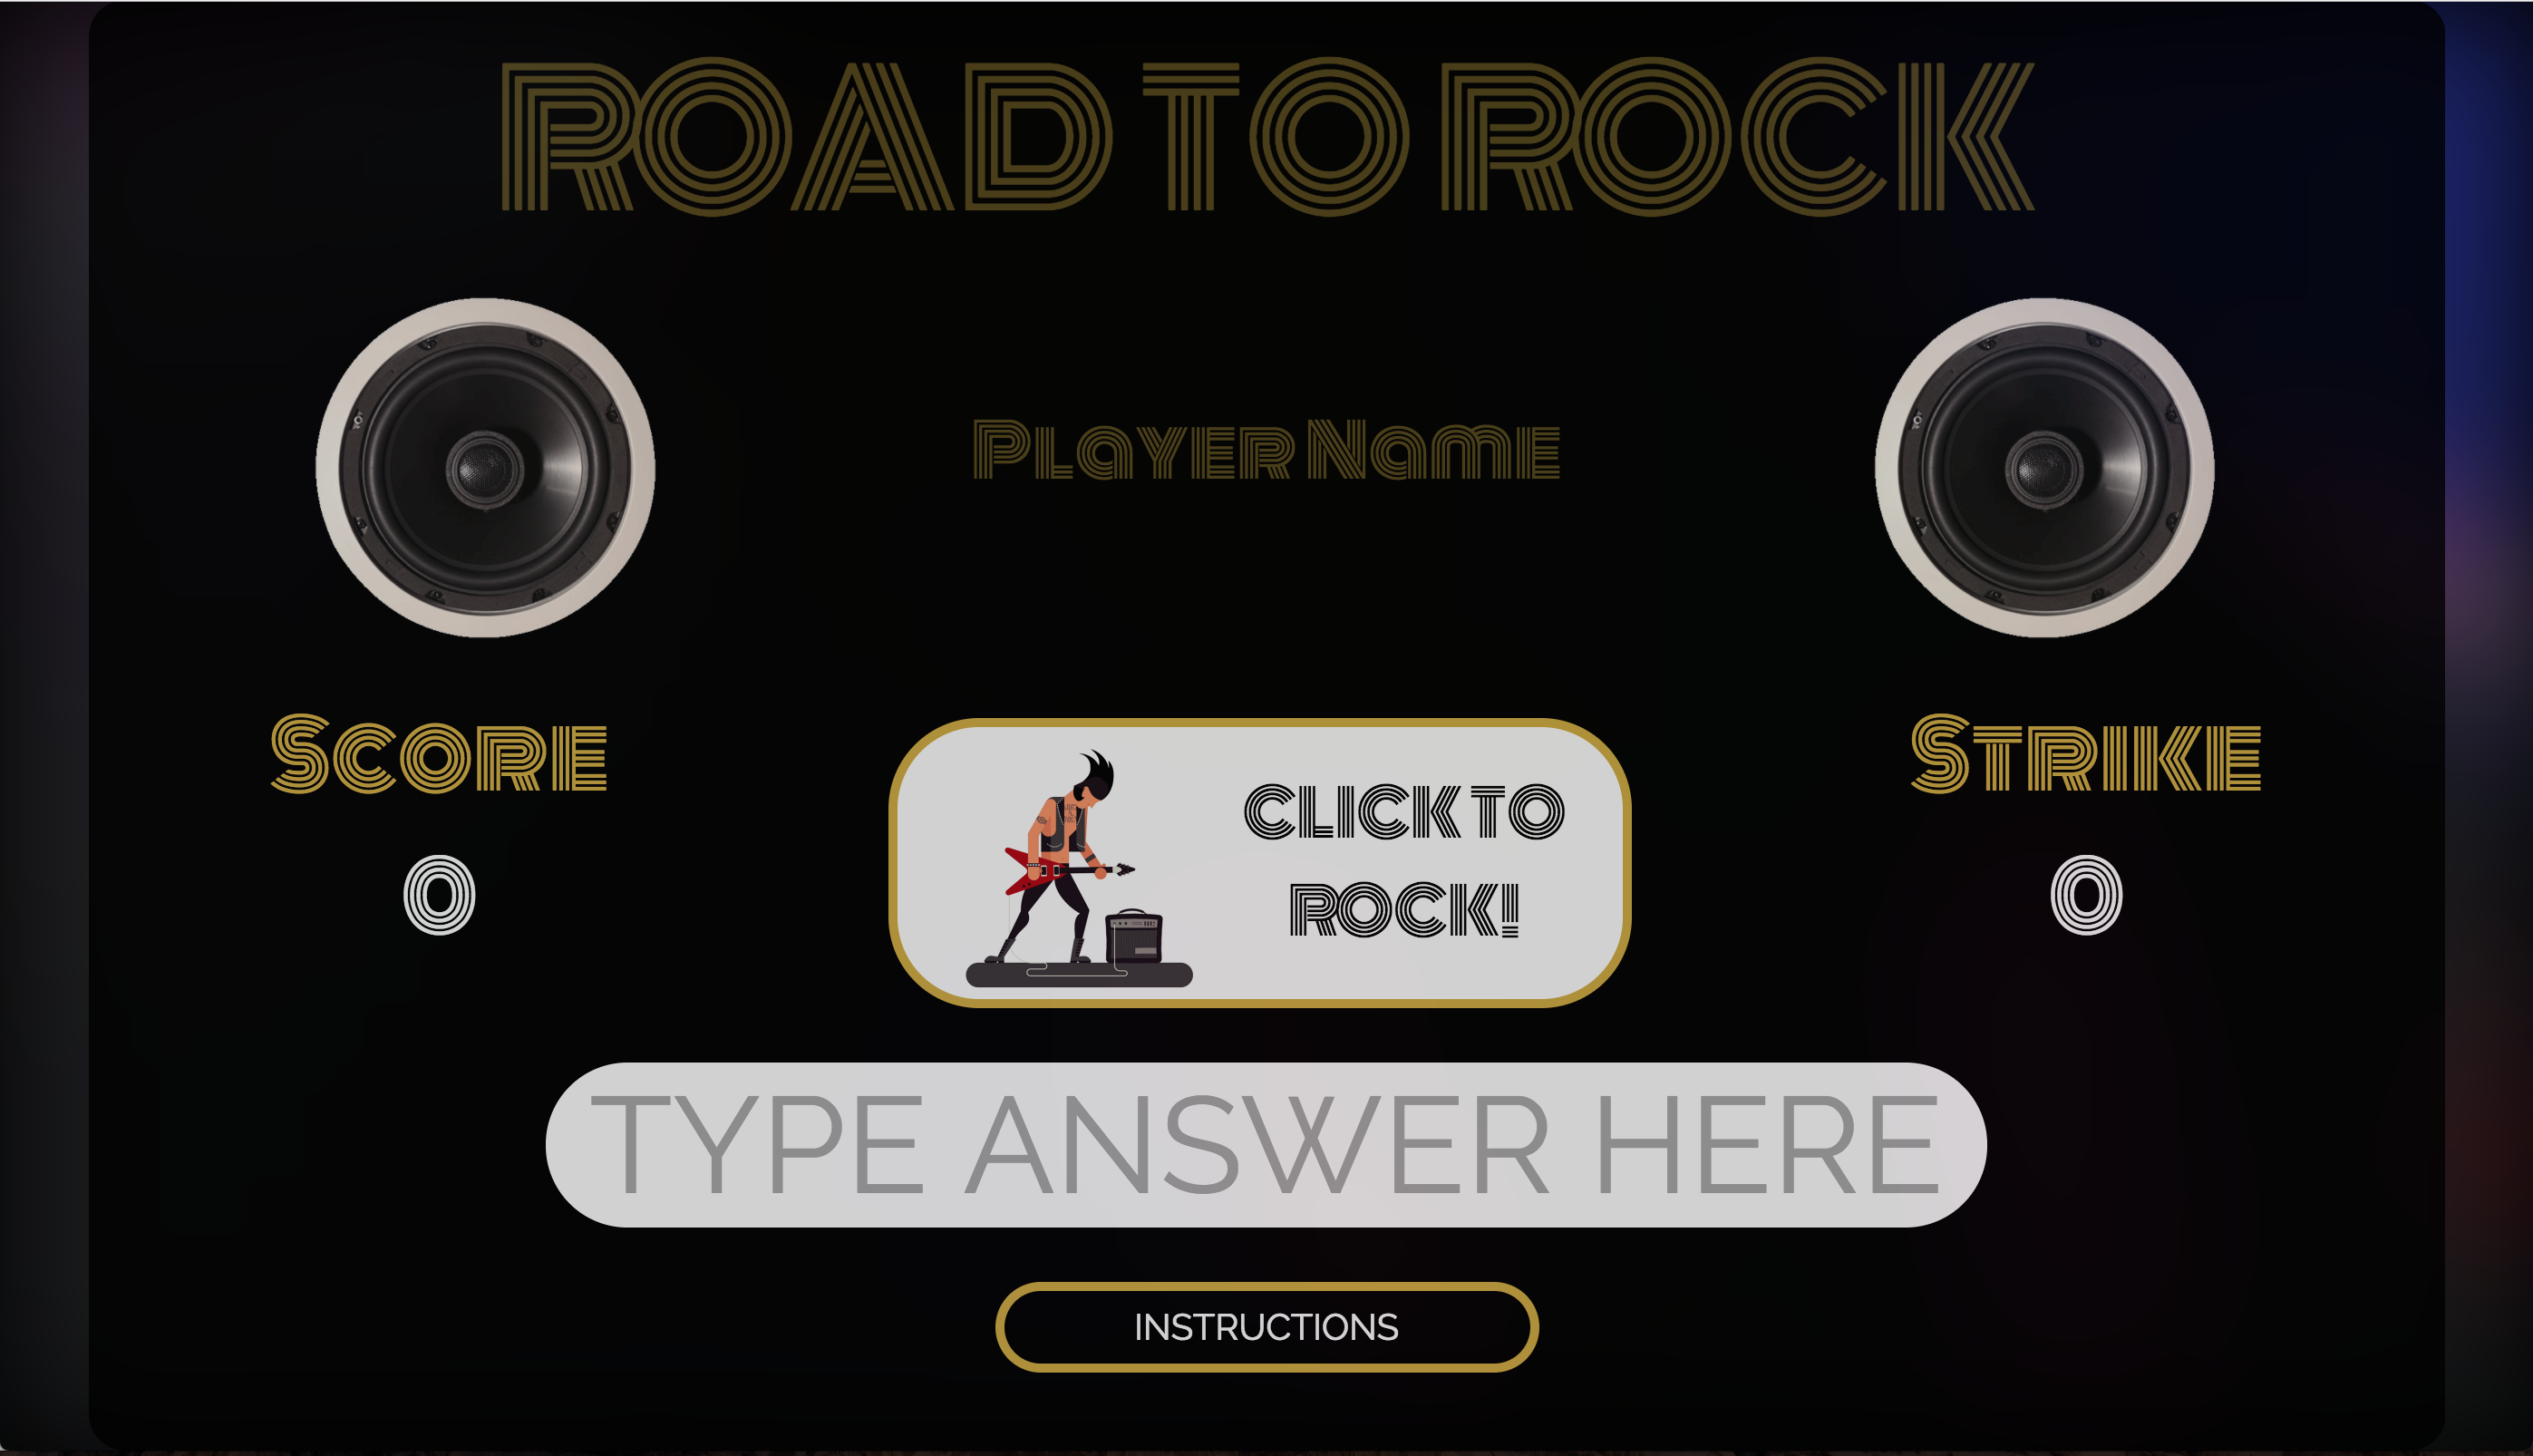 ROAD TO ROCK
Player Name
Score
Strike
0
0
CLICK TO
ROCK!
TYPE ANSWER HERE
INSTRUCTIONS